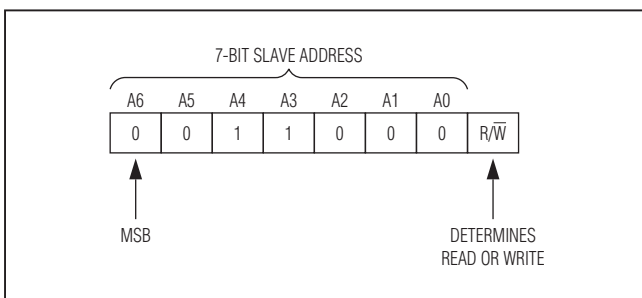 7-BIT SLAVE ADDRESS
A6 A5 A4 A3 A2 A1 A0
0 0 1 1 0 0 0 R/W̅
MSB
DETERMINES
READ OR WRITE